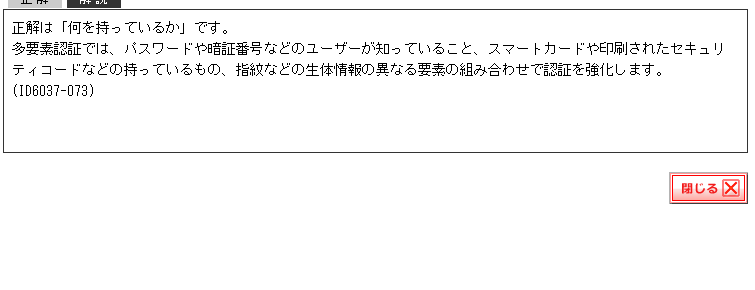 正解 解説
正解は「何を持っているか」です。
多要素認証では、パスワードや暗証番号などのユーザーが知っていること、スマートカードや印刷されたセキュリ
ティコードなどの持っているもの、指紋などの生体情報の異なる要素の組み合わせで認証を強化します。
(ID6037-073)
閉じる